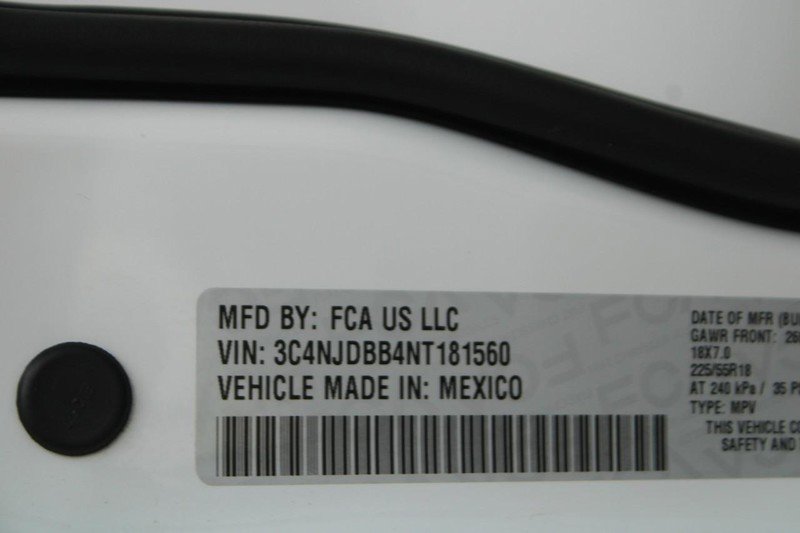 MFD BY: FCA US LLC
VIN: 3C4NJDBB4NT181560
VEHICLE MADE IN: MEXICO
DATE OF MFR
GAWR FRONT:
18X7.0
225/55R18
AT 240 kPa / 35
TYPE: MPV
THIS VEHICLE
SAFETY AND